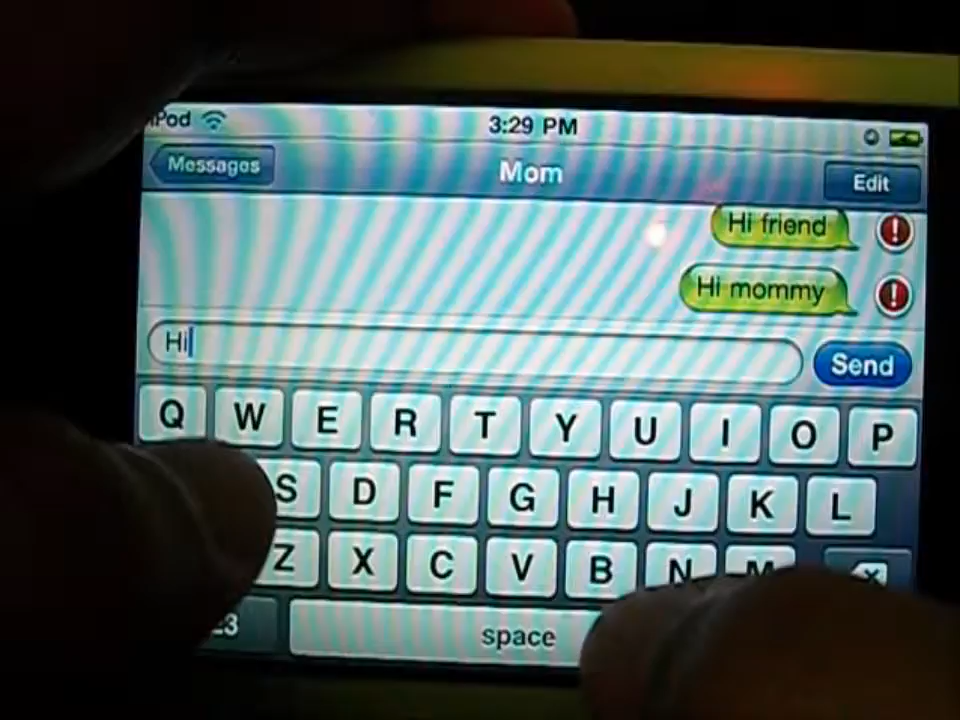 iPod 3:29 PM
Messages Mom Edit
Hi friend
Hi mommy
Hi
Send
Q W E R T Y U I O P
S D F G H J K L
Z X C V B N M
space